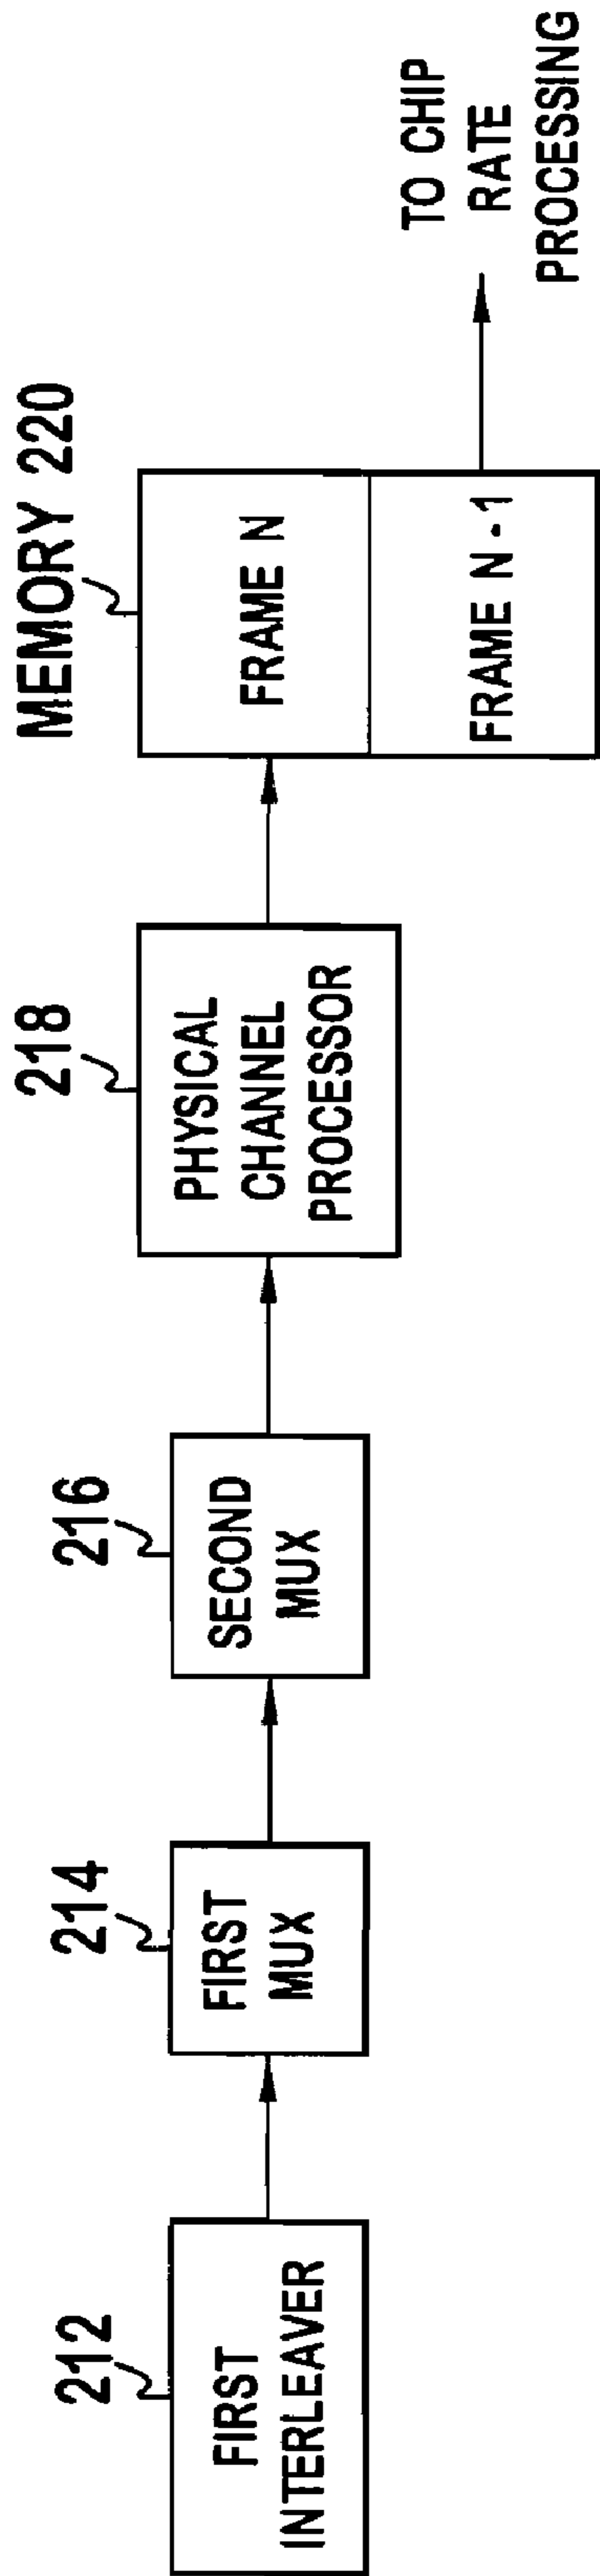 212
FIRST
INTERLEAVER
214
FIRST
MUX
216
SECOND
MUX
218
PHYSICAL
CHANNEL
PROCESSOR
MEMORY 220
FRAME N
FRAME N - 1
TO CHIP
RATE
PROCESSING